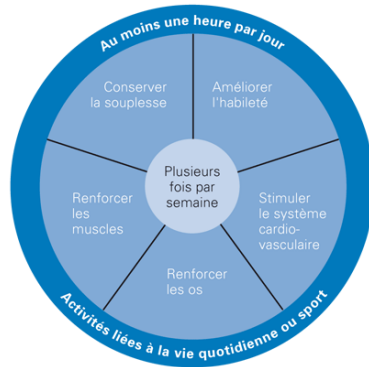 Au moins une heure par jour
Conserver
la souplesse
Améliorer
l'habileté
Plusieurs
fois par
semaine
Renforcer
les
muscles
Stimuler
le système
cardio-
vasculaire
Renforcer
les os
Activités liées à la vie quotidienne ou sport